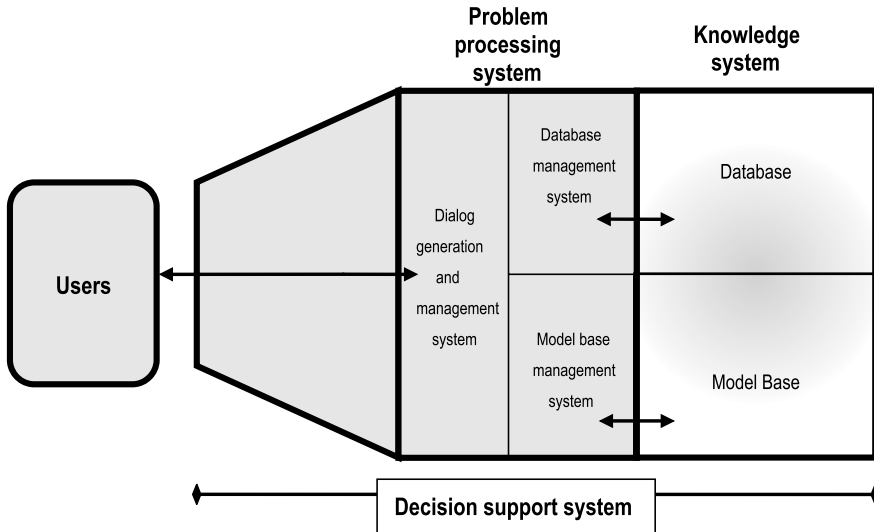 Problem
processing
system
Knowledge
system
Users
Dialog
generation
and
management
system
Database
management
system
Model base
management
system
Database
Model Base
Decision support system